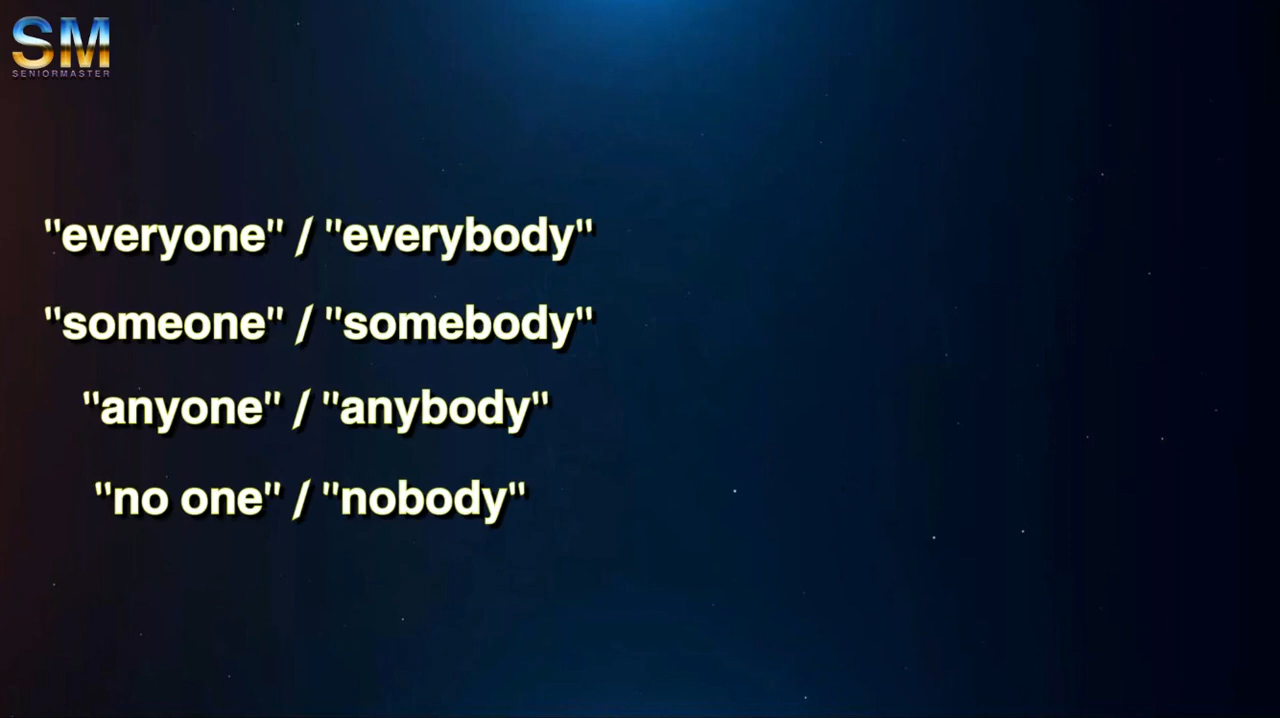 SM
SENIORMASTER
"everyone" / "everybody"
"someone" / "somebody"
"anyone" / "anybody"
"no one" / "nobody"